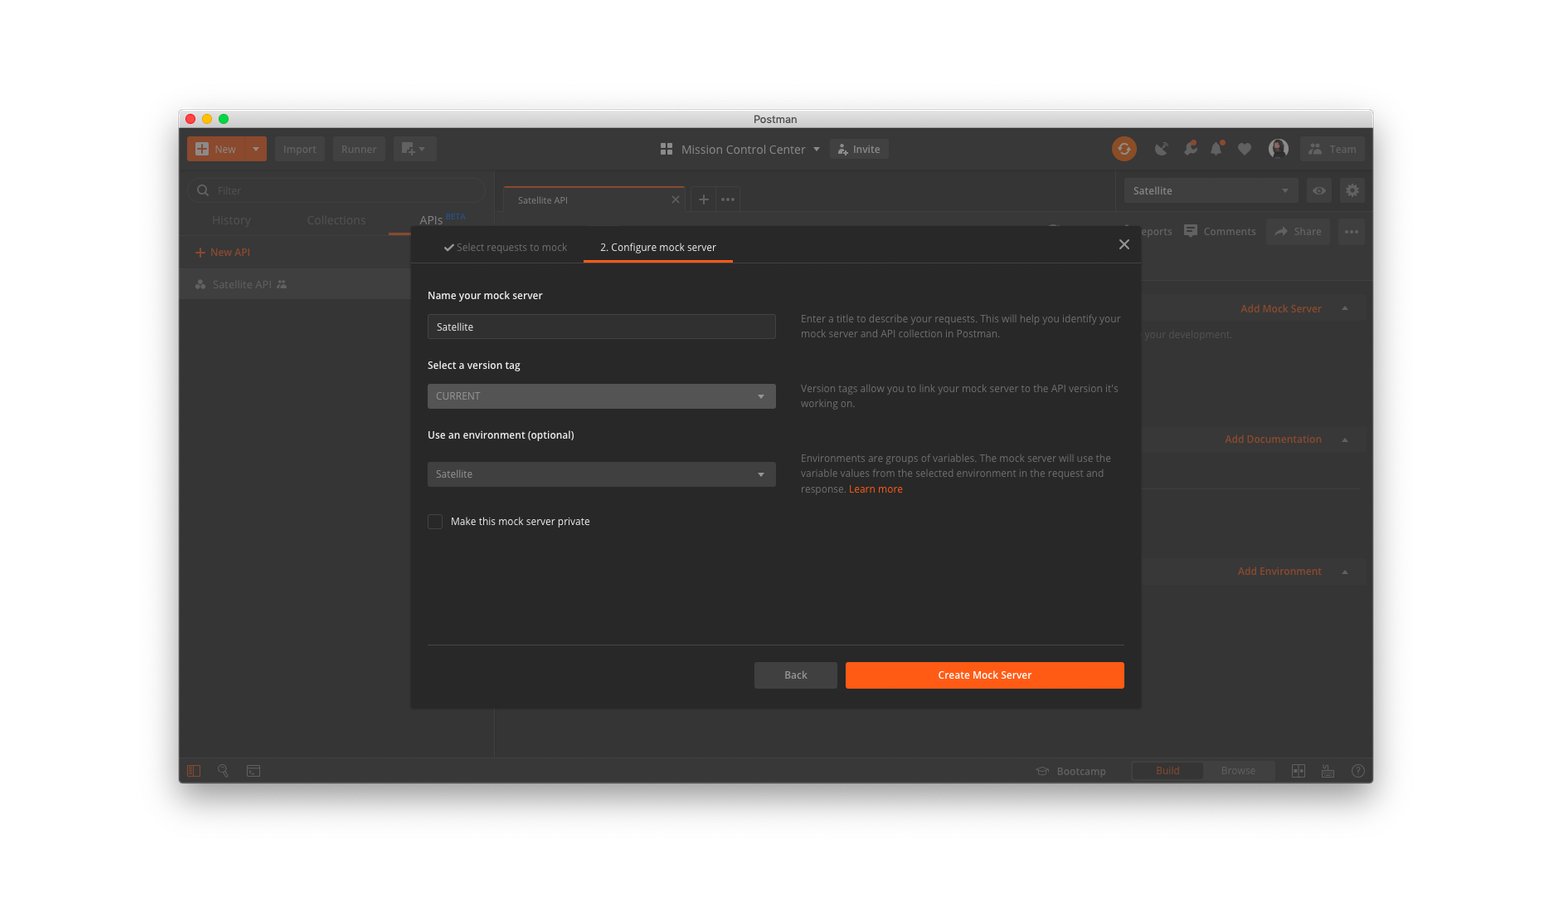 Postman
New
Import
Runner
Mission Control Center
Invite
Team
Filter
History
Collections
APIs BETA
New API
Satellite API
Satellite API
Satellite
Comments
Share
Select requests to mock
2. Configure mock server
Name your mock server
Satellite
Enter a title to describe your requests. This will help you identify your
mock server and API collection in Postman.
Select a version tag
CURRENT
Version tags allow you to link your mock server to the API version it's
working on.
Use an environment (optional)
Satellite
Environments are groups of variables. The mock server will use the
variable values from the selected environment in the request and
response. Learn more
Make this mock server private
Back
Create Mock Server
Add Mock Server
your development.
Add Documentation
Add Environment
Bootcamp
Build
Browse